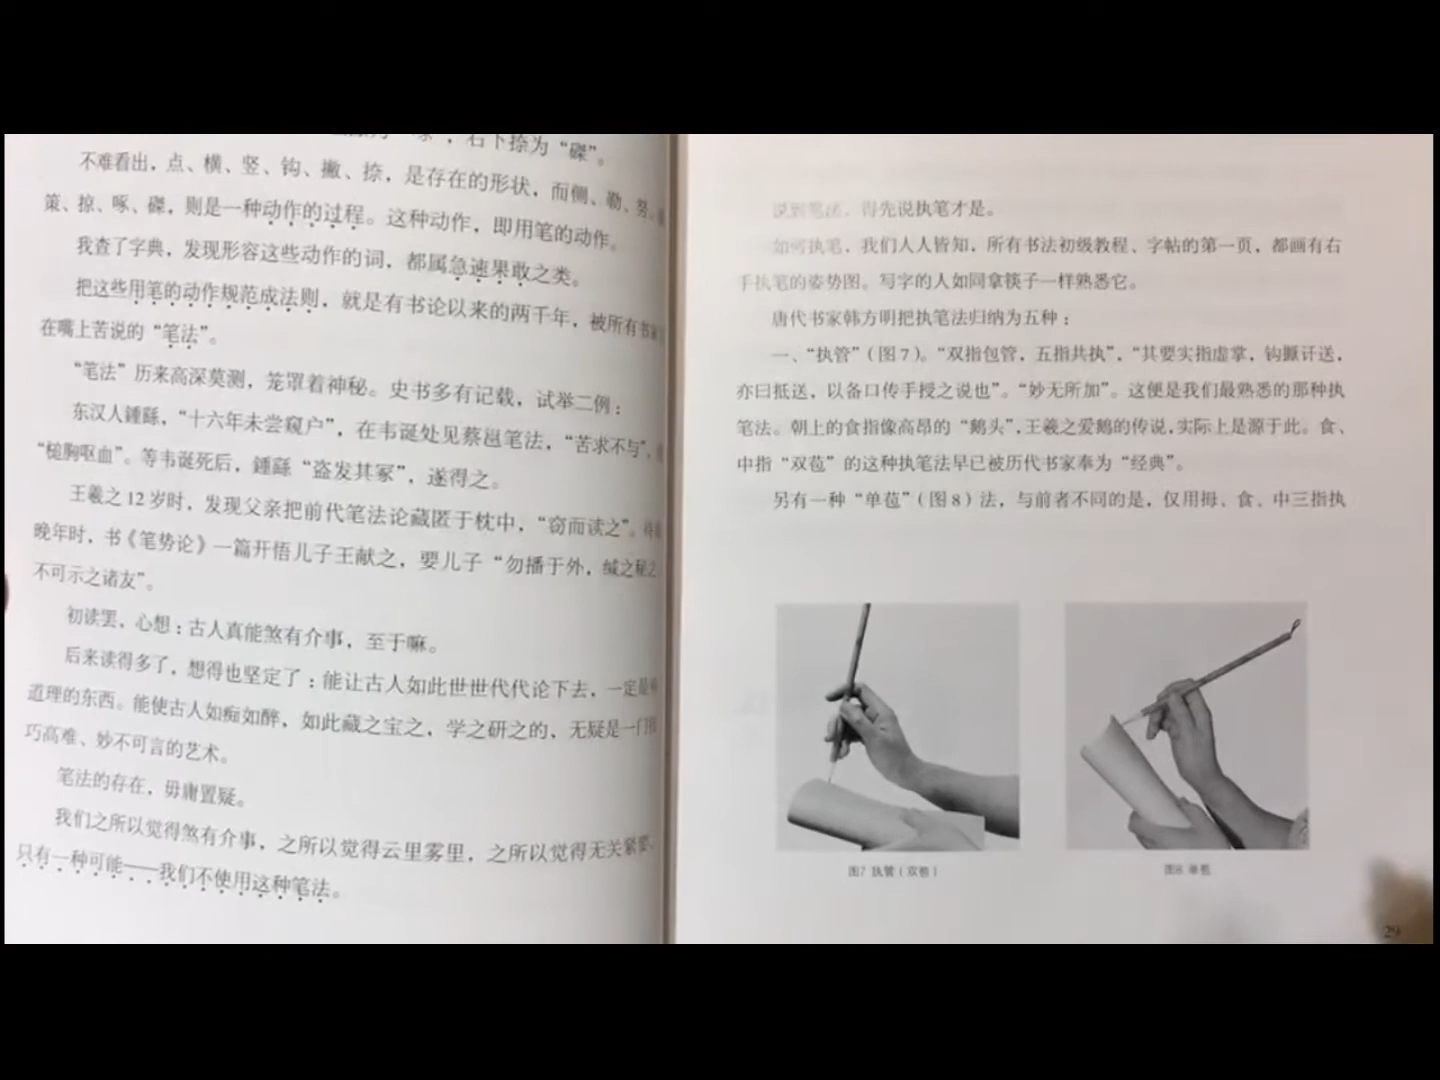 ，右下捺为“磔”。
不难看出，点、横、竖、钩、撇、捺，是存在的形状，而侧、勒、努、
策、掠、啄、磔，则是一种动作的过程。这种动作，即用笔的动作。
我查了字典，发现形容这些动作的词，都属急速果敢之类。
把这些用笔的动作规范成法则，就是有书论以来的两千年，被所有书家
在嘴上苦说的“笔法”。
“笔法”历来高深莫测，笼罩着神秘。史书多有记载，试举二例：
东汉人鍾繇，“十六年未尝窥户”，在韦诞处见蔡邕笔法，“苦求不与”，
“槌胸呕血”。等韦诞死后，鍾繇“盗发其冢”，遂得之。
王羲之12岁时，发现父亲把前代笔法论藏匿于枕中，“窃而读之”。
晚年时，书《笔势论》一篇开悟儿子王献之，要儿子“勿播于外，缄之秘之，
不可示之诸友”。
初读罢，心想：古人真能煞有介事，至于嘛。
后来读得多了，想得也坚定了：能让古人如此世世代代论下去，一定是
道理的东西。能使古人如痴如醉，如此藏之宝之，学之研之的，无疑是一门
巧高难、妙不可言的艺术。
笔法的存在，毋庸置疑。
我们之所以觉得煞有介事，之所以觉得云里雾里，之所以觉得无关紧要，
只有一种可能——我们不使用这种笔法。
说到笔法，得先说执笔才是。
如何执笔，我们人人皆知，所有书法初级教程、字帖的第一页，都画有右
手执笔的姿势图。写字的人如同拿筷子一样熟悉它。
唐代书家韩方明把执笔法归纳为五种：
一、“执管”（图7）。“双指包管，五指共执”，“其要实指虚掌，钩擫讦送，
亦曰抵送，以备口传手授之说也”。“妙无所加”。这便是我们最熟悉的那种执
笔法。朝上的食指像高昂的“鹅头”，王羲之爱鹅的传说，实际上是源于此。食、
中指“双苞”的这种执笔法早已被历代书家奉为“经典”。
另有一种“单苞”（图8）法，与前者不同的是，仅用拇、食、中三指执
图7 执管（双苞）
图8 单苞
29